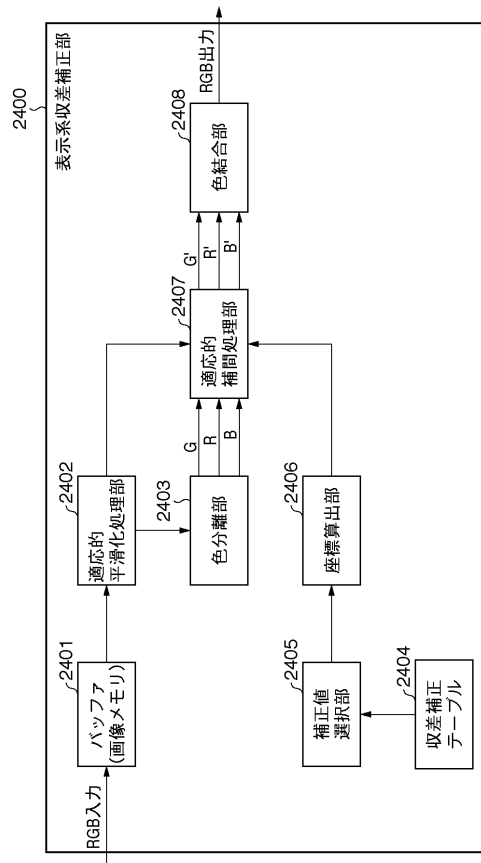 2400
表示系収差補正部
RGB入力
2401
バッファ
(画像メモリ)
2402
適応的
平滑化処理部
2403
色分離部
G
R
B
2407
適応的
補間処理部
G'
R'
B'
2408
色結合部
RGB出力
2404
収差補正
テーブル
2405
補正値
選択部
2406
座標算出部